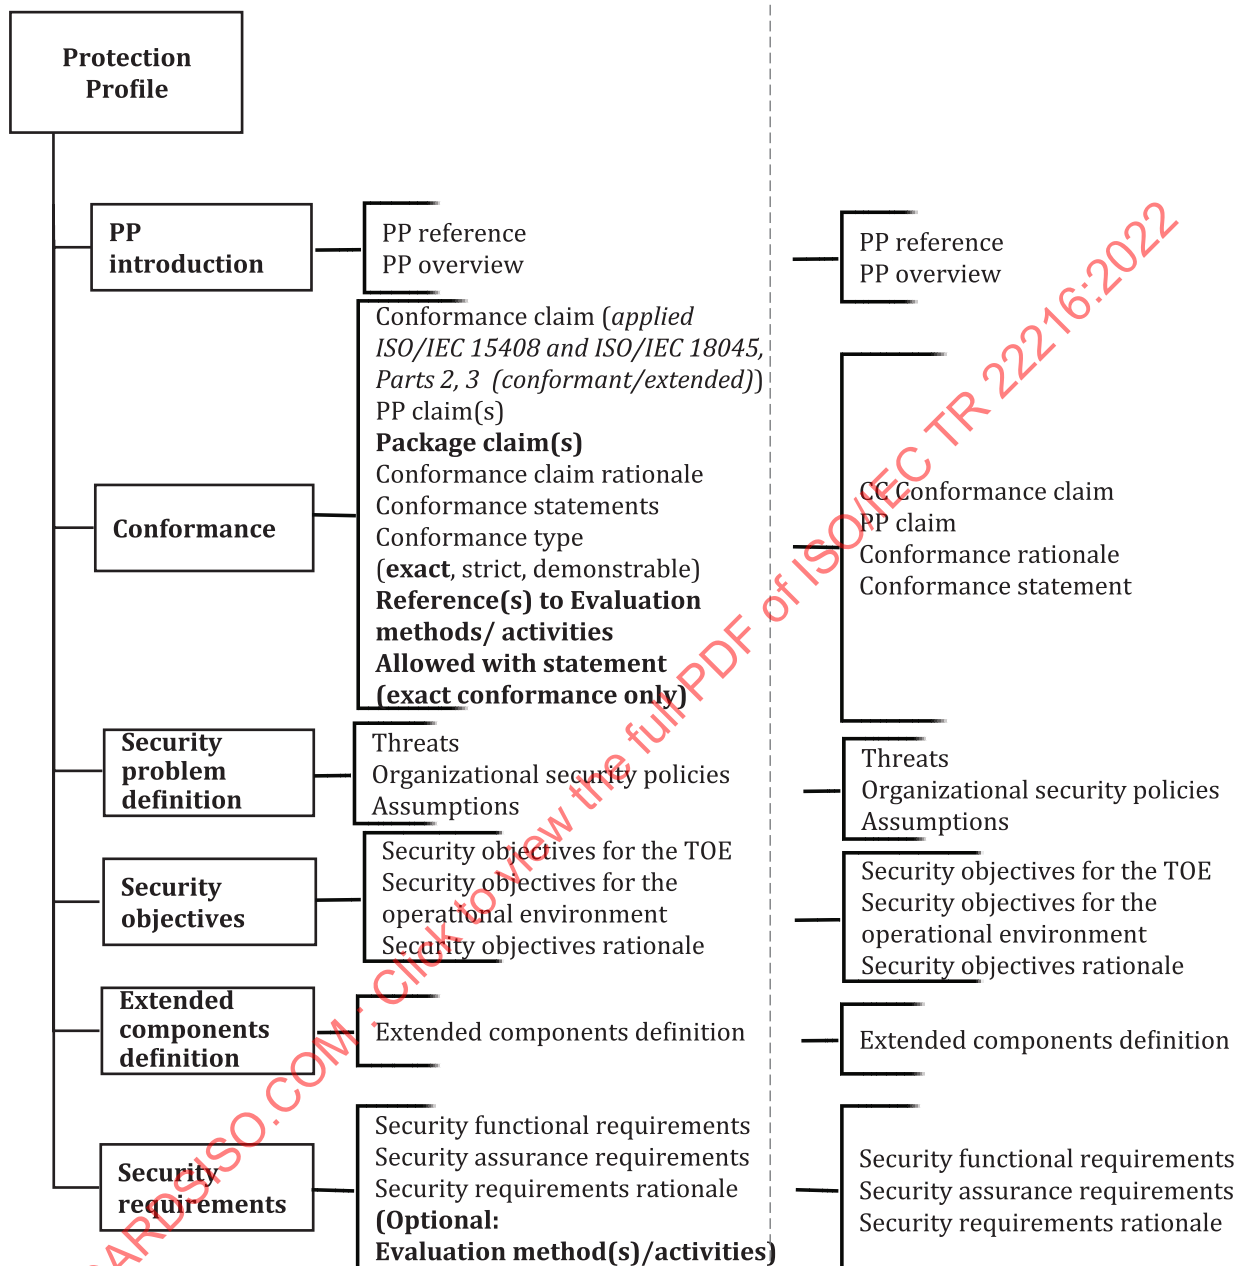 Protection
Profile
PP
introduction
PP reference
PP overview
PP reference
PP overview
Conformance
Conformance claim (applied
ISO/IEC 15408 and ISO/IEC 18045,
Parts 2, 3 (conformant/extended))
PP claim(s)
Package claim(s)
Conformance claim rationale
Conformance statements
Conformance type
(exact, strict, demonstrable)
Reference(s) to Evaluation
methods/ activities
Allowed with statement
(exact conformance only)
CC Conformance claim
PP claim
Conformance rationale
Conformance statement
Security
problem
definition
Threats
Organizational security policies
Assumptions
Threats
Organizational security policies
Assumptions
Security
objectives
Security objectives for the TOE
Security objectives for the
operational environment
Security objectives rationale
Security objectives for the TOE
Security objectives for the
operational environment
Security objectives rationale
Extended
components
definition
Extended components definition
Extended components definition
Security
requirements
Security functional requirements
Security assurance requirements
Security requirements rationale
(Optional:
Evaluation method(s)/activities)
Security functional requirements
Security assurance requirements
Security requirements rationale
ARDSISO.COM : Click to view the full PDF of ISO/IEC TR 22216:2022